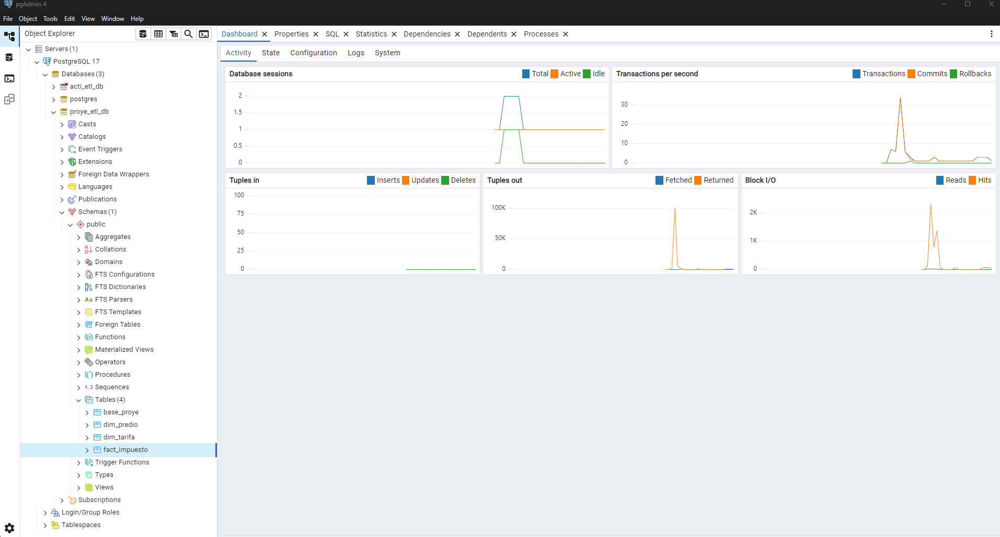 pgAdmin 4
File Object Tools Edit View Window Help
Object Explorer
Servers (1)
PostgreSQL 17
Databases (3)
acti_etl_db
postgres
proye_etl_db
Casts
Catalogs
Event Triggers
Extensions
Foreign Data Wrappers
Languages
Publications
Schemas (1)
public
Aggregates
Collations
Domains
FTS Configurations
FTS Dictionaries
Aa FTS Parsers
FTS Templates
Foreign Tables
Functions
Materialized Views
Operators
Procedures
1..3 Sequences
Tables (4)
base_proye
dim_predio
dim_tarifa
fact_impuesto
Trigger Functions
Types
Views
Subscriptions
Login/Group Roles
Tablespaces
Dashboard Properties SQL Statistics Dependencies Dependents Processes
Activity State Configuration Logs System
Database sessions Total Active Idle
2
1.5
1
0.5
0
Transactions per second Transactions Commits Rollbacks
30
20
10
0
Tuples in Inserts Updates Deletes
100
75
50
25
0
Tuples out Fetched Returned
100K
50K
0
Block I/O Reads Hits
2K
1K
0